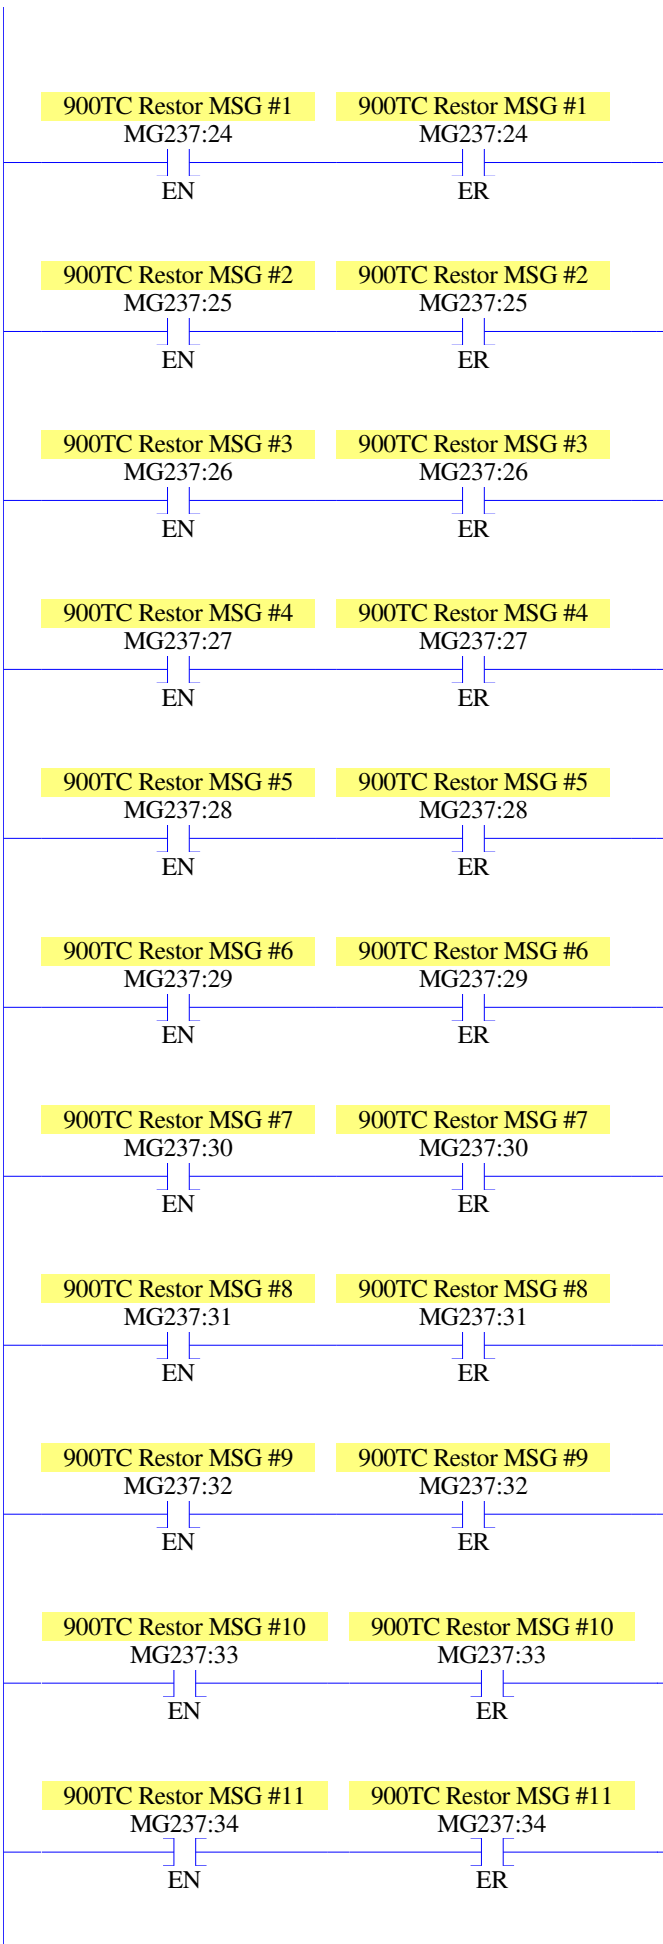 900TC Restor MSG #1 900TC Restor MSG #1
MG237:24 MG237:24
EN ER
900TC Restor MSG #2 900TC Restor MSG #2
MG237:25 MG237:25
EN ER
900TC Restor MSG #3 900TC Restor MSG #3
MG237:26 MG237:26
EN ER
900TC Restor MSG #4 900TC Restor MSG #4
MG237:27 MG237:27
EN ER
900TC Restor MSG #5 900TC Restor MSG #5
MG237:28 MG237:28
EN ER
900TC Restor MSG #6 900TC Restor MSG #6
MG237:29 MG237:29
EN ER
900TC Restor MSG #7 900TC Restor MSG #7
MG237:30 MG237:30
EN ER
900TC Restor MSG #8 900TC Restor MSG #8
MG237:31 MG237:31
EN ER
900TC Restor MSG #9 900TC Restor MSG #9
MG237:32 MG237:32
EN ER
900TC Restor MSG #10 900TC Restor MSG #10
MG237:33 MG237:33
EN ER
900TC Restor MSG #11 900TC Restor MSG #11
MG237:34 MG237:34
EN ER